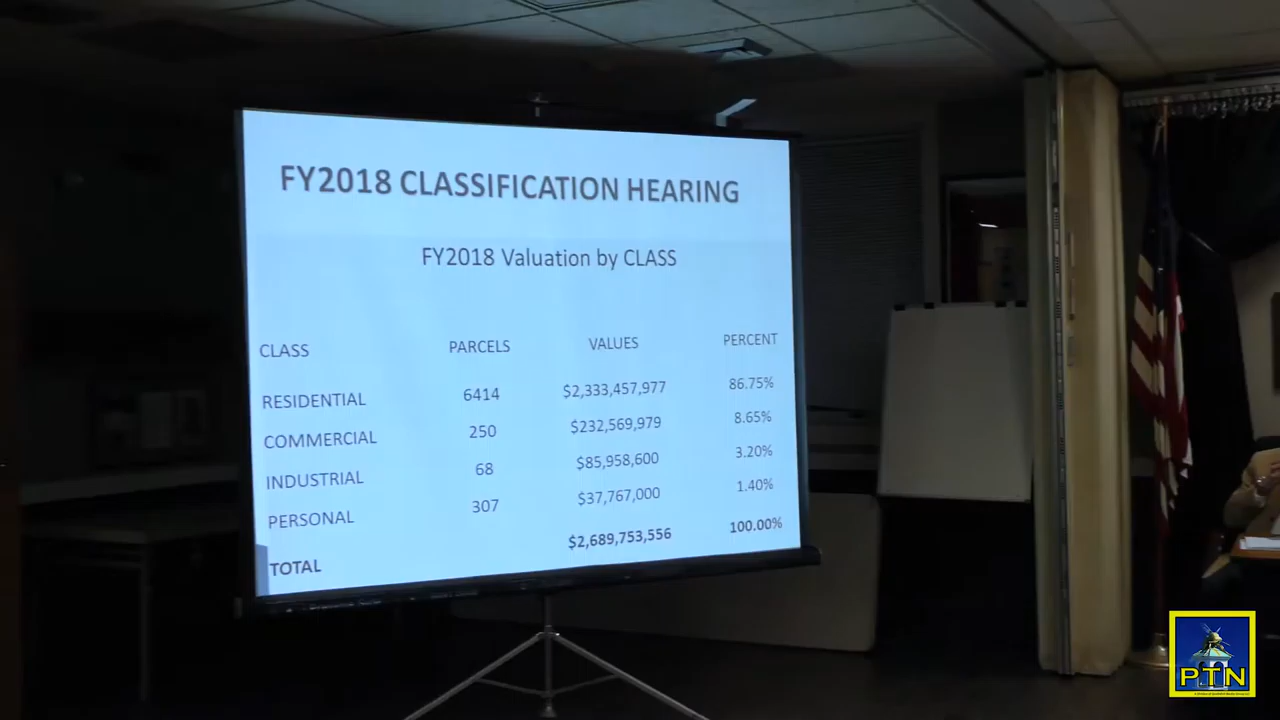 FY2018 CLASSIFICATION HEARING
FY2018 Valuation by CLASS
CLASS PARCELS VALUES PERCENT
RESIDENTIAL 6414 $2,333,457,977 86.75%
COMMERCIAL 250 $232,569,979 8.65%
INDUSTRIAL 68 $85,958,600 3.20%
PERSONAL 307 $37,767,000 1.40%
TOTAL $2,689,753,556 100.00%
PTN